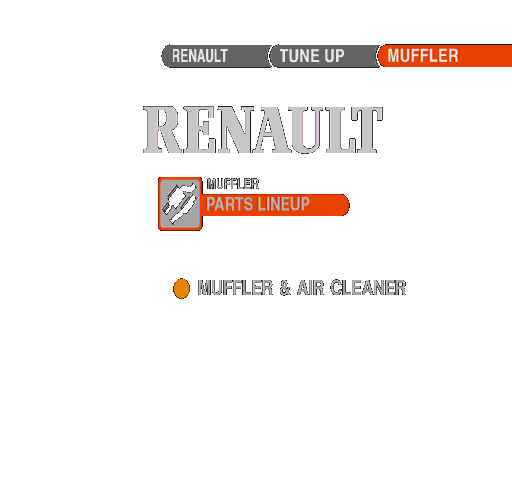 RENAULT TUNE UP MUFFLER
RENAULT
MUFFLER
PARTS LINEUP
MUFFLER & AIR CLEANER